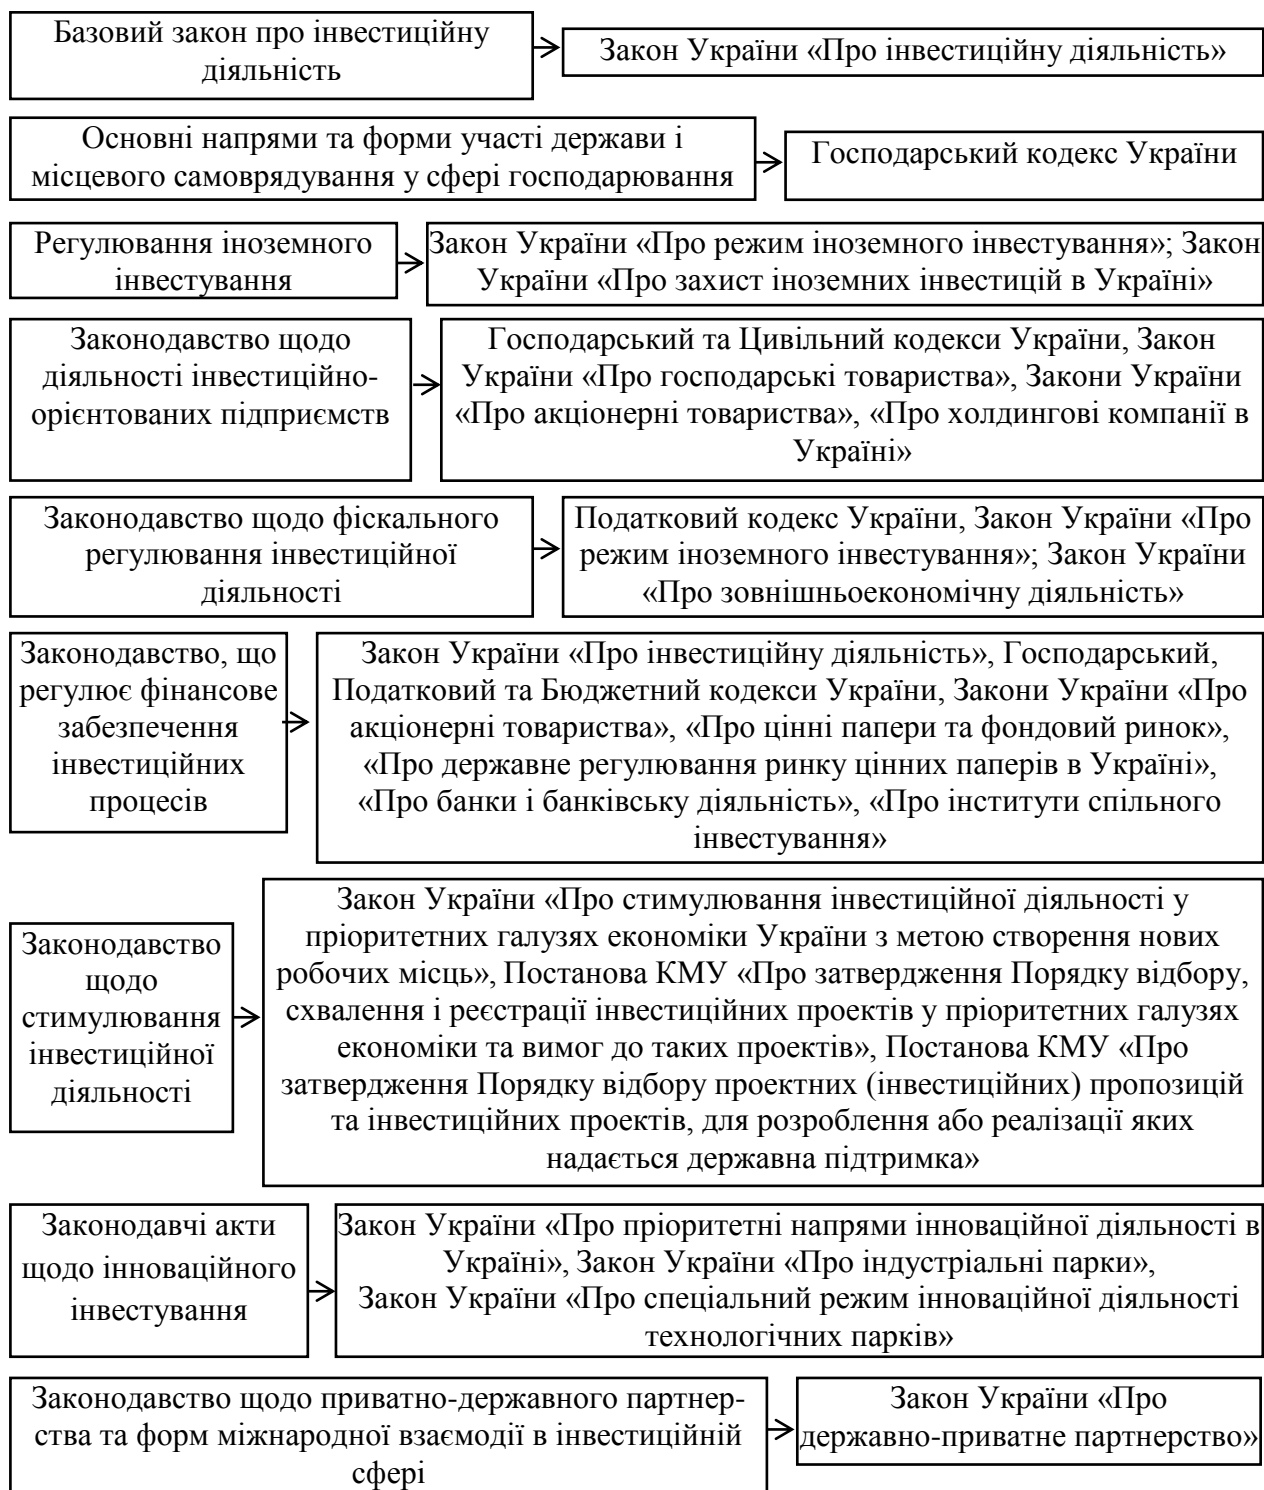 Базовий закон про інвестиційну
діяльність
Закон України «Про інвестиційну діяльність»
Основні напрями та форми участі держави і
місцевого самоврядування у сфері господарювання
Господарський кодекс України
Регулювання іноземного
інвестування
Закон України «Про режим іноземного інвестування»; Закон
України «Про захист іноземних інвестицій в Україні»
Законодавство щодо
діяльності інвестиційно-
орієнтованих підприємств
Господарський та Цивільний кодекси України, Закон
України «Про господарські товариства», Закони України
«Про акціонерні товариства», «Про холдингові компанії в
Україні»
Законодавство щодо фіскального
регулювання інвестиційної
діяльності
Податковий кодекс України, Закон України «Про
режим іноземного інвестування»; Закон України
«Про зовнішньоекономічну діяльність»
Законодавство, що
регулює фінансове
забезпечення
інвестиційних
процесів
Закон України «Про інвестиційну діяльність», Господарський,
Податковий та Бюджетний кодекси України, Закони України «Про
акціонерні товариства», «Про цінні папери та фондовий ринок»,
«Про державне регулювання ринку цінних паперів в Україні»,
«Про банки і банківську діяльність», «Про інститути спільного
інвестування»
Законодавство
щодо
стимулювання
інвестиційної
діяльності
Закон України «Про стимулювання інвестиційної діяльності у
пріоритетних галузях економіки України з метою створення нових
робочих місць», Постанова КМУ «Про затвердження Порядку відбору,
схвалення і реєстрації інвестиційних проектів у пріоритетних галузях
економіки та вимог до таких проектів», Постанова КМУ «Про
затвердження Порядку відбору проектних (інвестиційних) пропозицій
та інвестиційних проектів, для розроблення або реалізації яких
надається державна підтримка»
Законодавчі акти
щодо інноваційного
інвестування
Закон України «Про пріоритетні напрями інноваційної діяльності в
Україні», Закон України «Про індустріальні парки»,
Закон України «Про спеціальний режим інноваційної діяльності
технологічних парків»
Законодавство щодо приватно-державного партнер-
ства та форм міжнародної взаємодії в інвестиційній
сфері
Закон України «Про
державно-приватне партнерство»